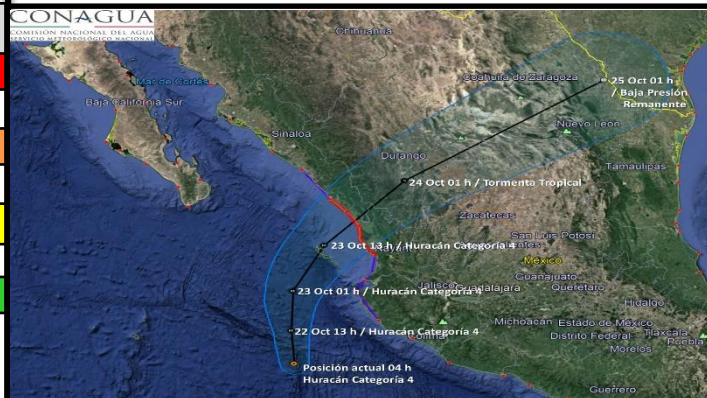 CONAGUA
COMISIÓN NACIONAL DEL AGUA
SERVICIO METEOROLÓGICO NACIONAL
Chihuahua
Mar de Cortés
Coahuila de Zaragoza
25 Oct 01 h
/ Baja Presión
Remanente
Baja California Sur
Nuevo León
Sinaloa
Durango
Tamaulipas
24 Oct 01 h / Tormenta Tropical
Zacatecas
San Luis Potosí
23 Oct 13 h / Huracán Categoría 4
México
Guanajuato
23 Oct 01 h / Huracán Categoría 4
Jalisco
Guadalajara
Querétaro
Hidalgo
Michoacán
Estado de México
22 Oct 13 h / Huracán Categoría 4
Colima
Distrito Federal
Tlaxcala
Puebla
Morelos
Posición actual 04 h
Huracán Categoría 4
Guerrero